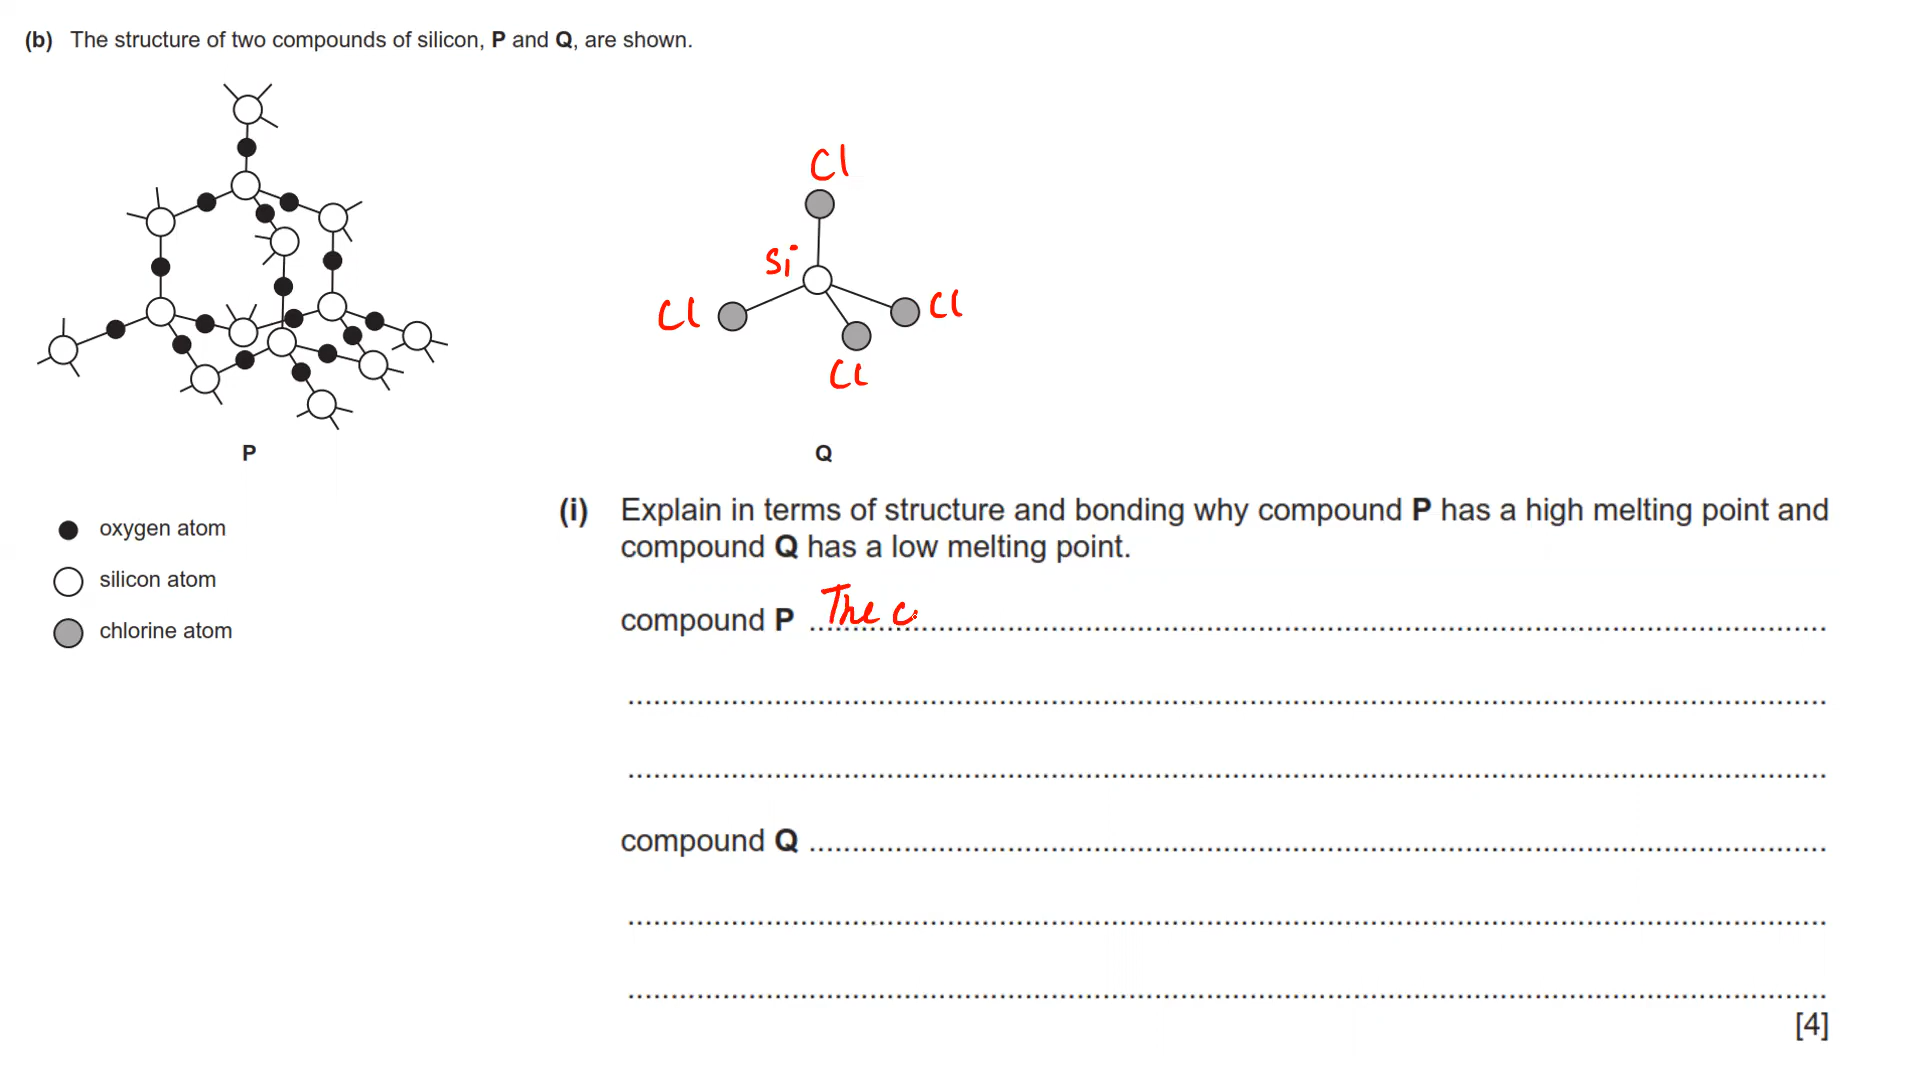 (b) The structure of two compounds of silicon, P and Q, are shown.
Cl
Si
Cl
Cl
Cl
P
Q
oxygen atom
silicon atom
chlorine atom
(i) Explain in terms of structure and bonding why compound P has a high melting point and
compound Q has a low melting point.
compound P The c
compound Q
[4]